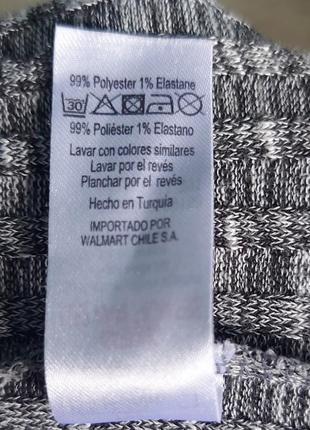 99% Polyester 1% Elastane
30
99% Poliéster 1% Elastano
Lavar con colores similares
Lavar por el revés
Planchar por el revés
Hecho en Turquía
IMPORTADO POR
WALMART CHILE S.A.